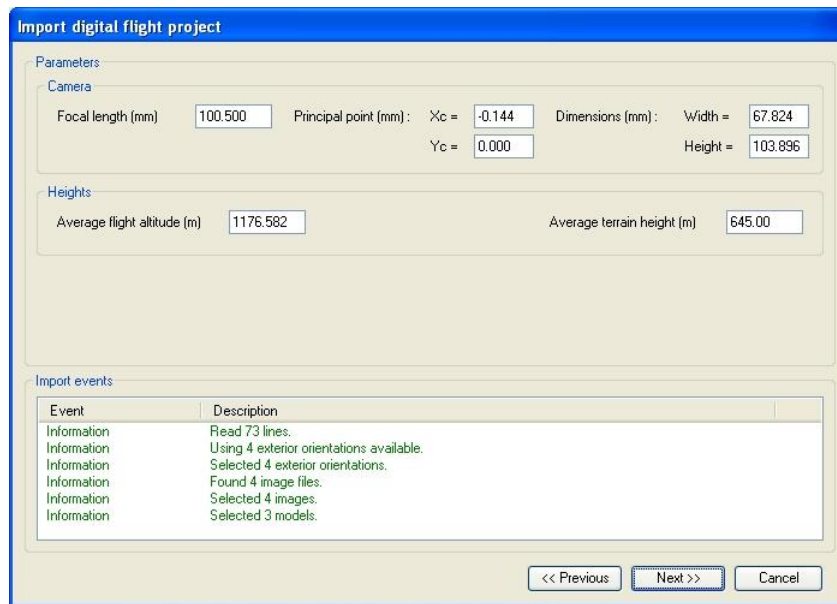 Import digital flight project
Parameters
Camera
Focal length (mm) 100.500 Principal point (mm) : Xc = -0.144 Dimensions (mm) : Width = 67.824
Yc = 0.000 Height = 103.896
Heights
Average flight altitude (m) 1176.582 Average terrain height (m) 645.00
Import events
Event Description
Information Read 73 lines.
Information Using 4 exterior orientations available.
Information Selected 4 exterior orientations.
Information Found 4 image files.
Information Selected 4 images.
Information Selected 3 models.
<< Previous Next >> Cancel